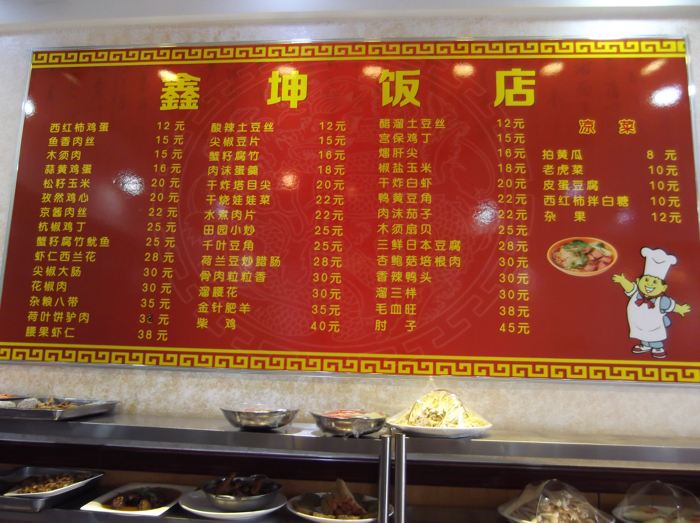 鑫坤饭店
西红柿鸡蛋 12元
鱼香肉丝 15元
木须肉 15元
蒜黄鸡蛋 16元
松籽玉米 20元
孜然鸡心 20元
京酱肉丝 22元
杭椒鸡丁 25元
蟹籽腐竹鱿鱼 25元
虾仁西兰花 28元
尖椒大肠 30元
花椒肉 30元
杂粮八带 35元
荷叶饼驴肉 38元
腰果虾仁 38元
酸辣土豆丝 12元
尖椒豆片 15元
蟹籽腐竹 16元
肉沫蛋羹 18元
干炸塔目尖 20元
干烧娃娃菜 22元
水煮肉片 22元
田园小炒 25元
千叶豆角 25元
荷兰豆炒腊肠 28元
骨肉粒粒香 30元
溜腰花 30元
金针肥羊 35元
柴鸡 40元
醋溜土豆丝 12元
宫保鸡丁 15元
熘肝尖 16元
椒盐玉米 18元
干炸白虾 20元
鸭黄豆角 22元
肉沫茄子 22元
木须扇贝 25元
三鲜日本豆腐 28元
杏鲍菇培根肉 30元
香辣鸭头 30元
溜三样 30元
毛血旺 38元
肘子 45元
凉菜
拍黄瓜 8元
老虎菜 10元
皮蛋豆腐 10元
西红柿拌白糖 10元
杂果 12元